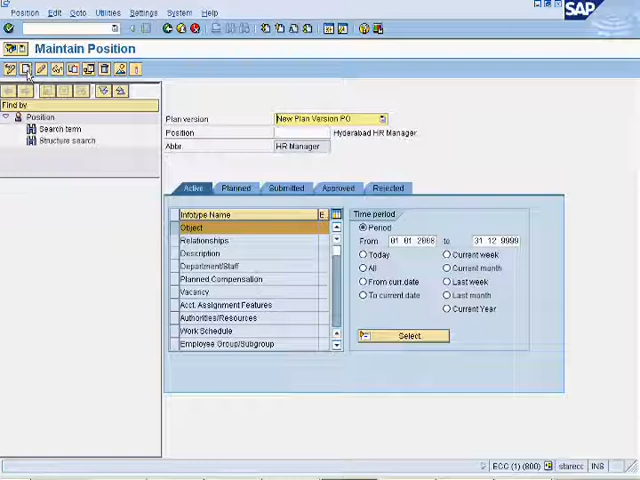 Position Edit Goto Utilities Settings System Help
SAP
Maintain Position
Find by
Position
Search term
Structure search
Plan version New Plan Version PO
Position Hyderabad HR Manager
Abbr HR Manager
Active Planned Submitted Approved Rejected
Infotype Name E..
Object
Relationships
Description
Department/Staff
Planned Compensation
Vacancy
Acct. Assignment Features
Authorities/Resources
Work Schedule
Employee Group/Subgroup
Time period
Period
From 01 01 2008 to 31 12 9999
Today Current week
All Current month
From curr.date Last week
To current date Last month
Current Year
Select
ECC (1) (800) starecc INS